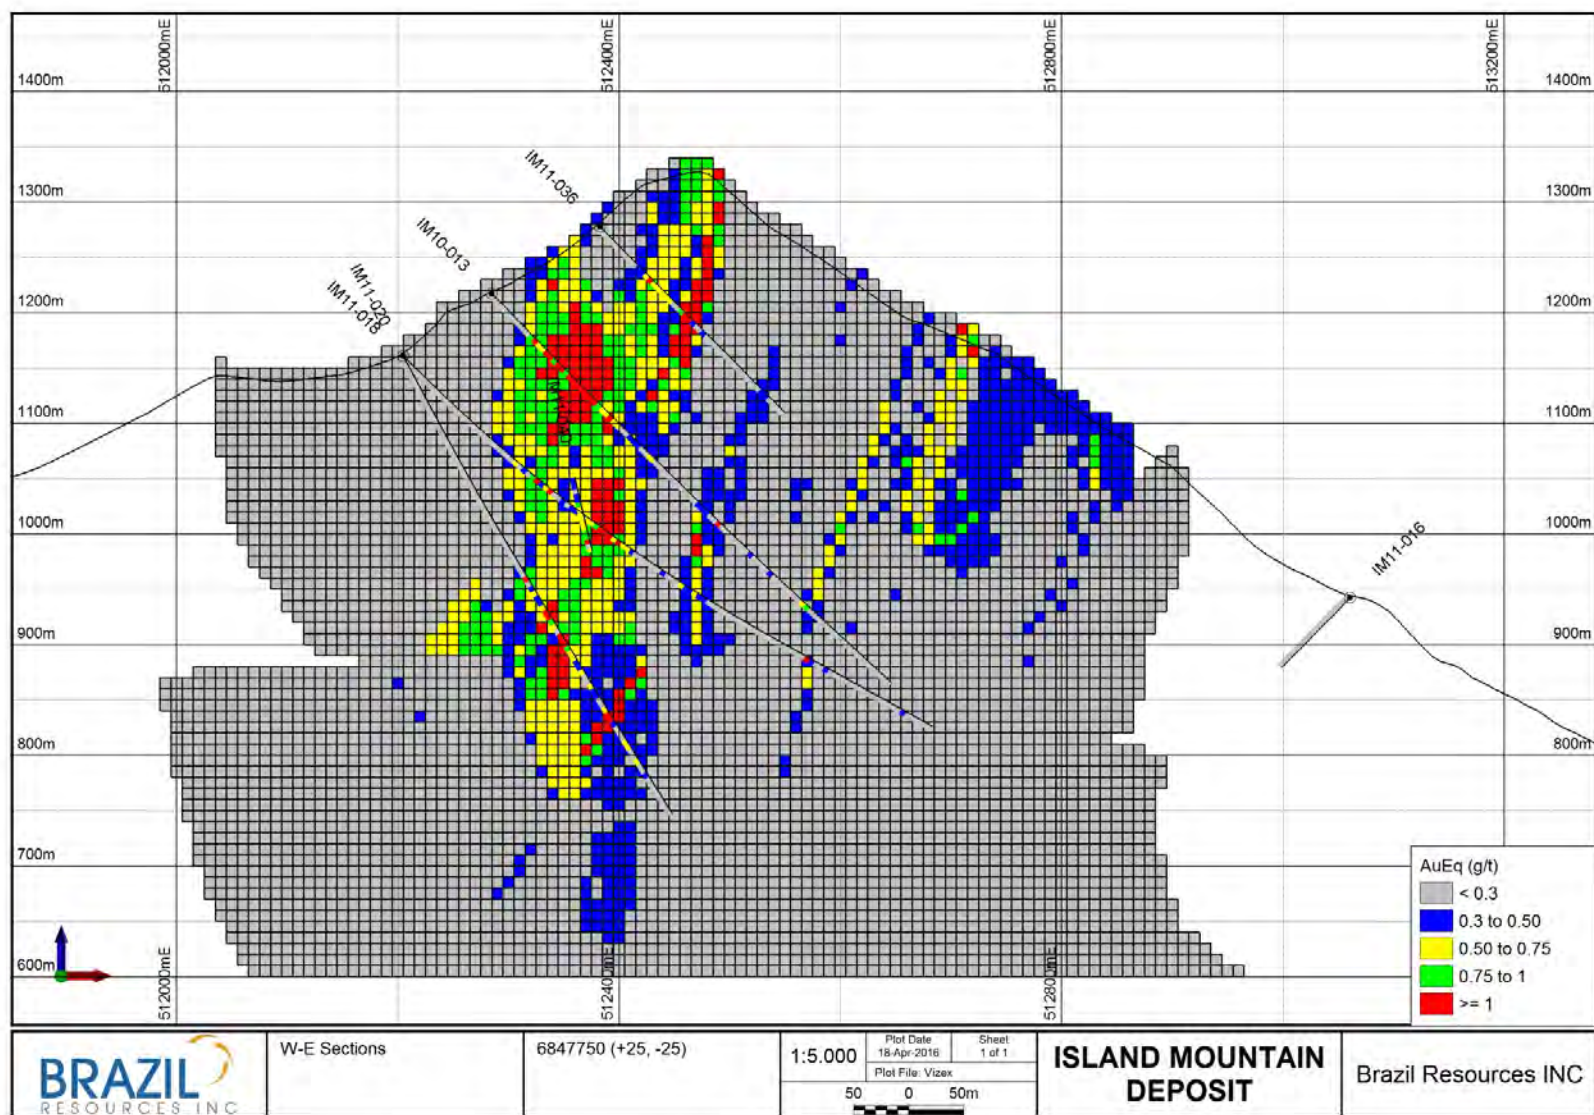 512000mE
512400mE
512800mE
513200mE
1400m
1400m
IM11-036
1300m
1300m
IM10-013
IM11-020
IM11-018
1200m
1200m
1100m
1100m
1000m
1000m
IM11-016
900m
900m
800m
800m
700m
600m
512000mE
512400mE
512800mE
AuEq (g/t)
< 0.3
0.3 to 0.50
0.50 to 0.75
0.75 to 1
>= 1
BRAZIL
RESOURCES INC
W-E Sections
6847750 (+25, -25)
1:5.000
Plot Date
18-Apr-2016
Sheet
1 of 1
Plot File: Vizex
50 0 50m
ISLAND MOUNTAIN
DEPOSIT
Brazil Resources INC